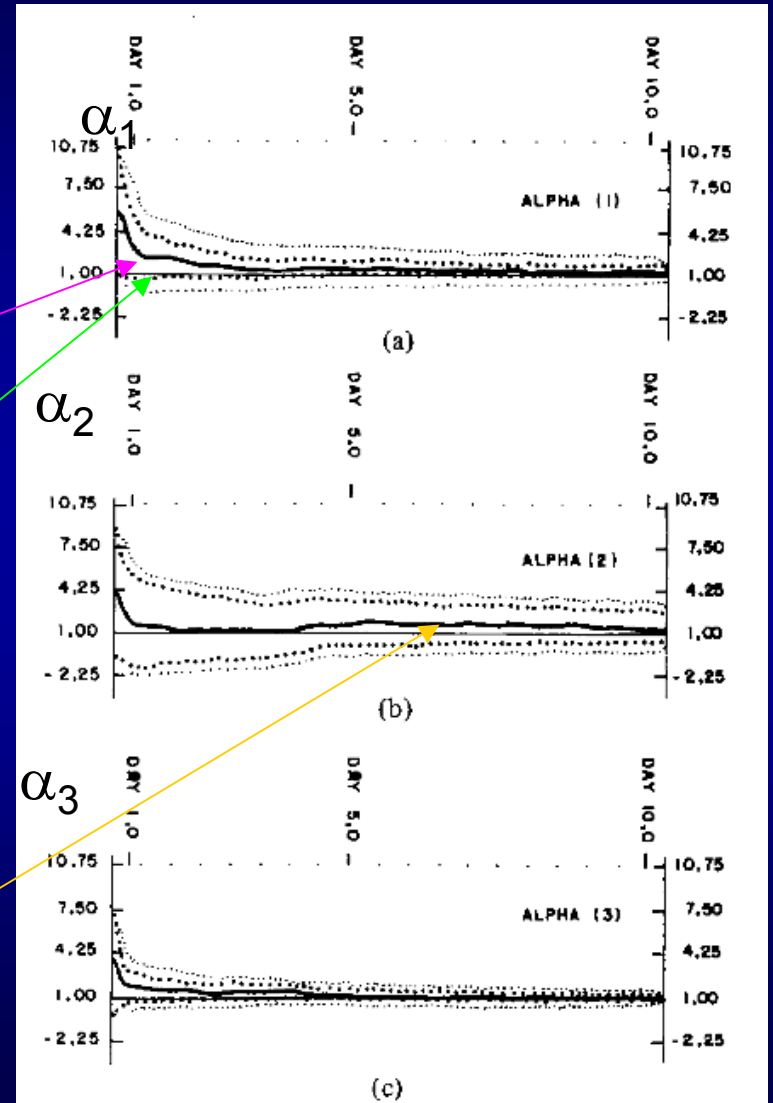 DAY 1,0 DAY 5.0 DAY 10,0
α1
10,75 10,75
7,50 7,50
ALPHA (1)
4,25 4,25
1,00 1,00
-2,25 -2,25
(a)
DAY 1,0 DAY 5,0 DAY 10,0
α2
10,75 10,75
7,50 7,50
ALPHA (2)
4,25 4,25
1,00 1,00
-2,25 -2,25
(b)
DAY 1,0 DAY 5,0 DAY 10,0
α3
10,75 10,75
7,50 7,50
ALPHA (3)
4,25 4,25
1,00 1,00
-2,25 -2,25
(c)